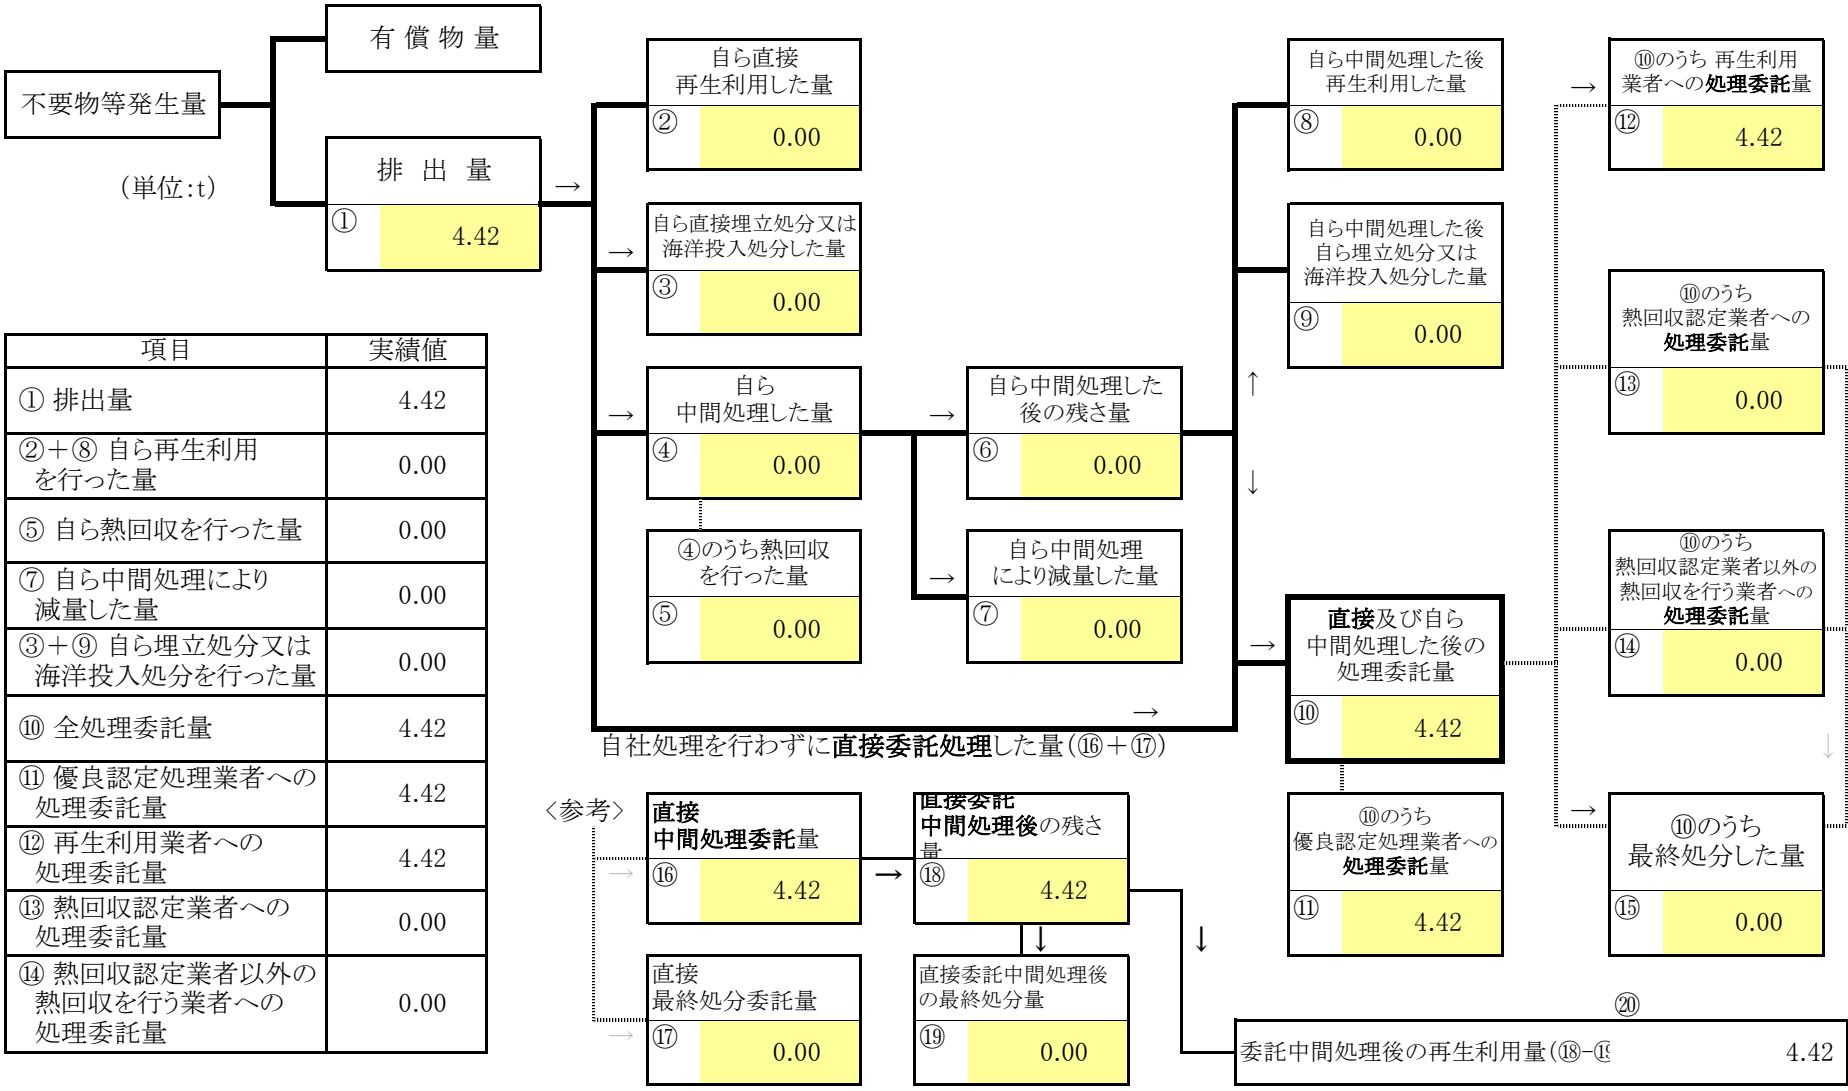 有 償 物 量
不要物等発生量
(単位:t)
排 出 量
→
①
4.42
自ら直接
再生利用した量
②
0.00
→
自ら直接埋立処分又は
海洋投入処分した量
③
0.00
→
自ら
中間処理した量
④
0.00
④のうち熱回収
を行った量
⑤
0.00
→
自ら中間処理した
後の残さ量
⑥
0.00
→
自ら中間処理
により減量した量
⑦
0.00
自ら中間処理した後
再生利用した量
⑧
0.00
自ら中間処理した後
自ら埋立処分又は
海洋投入処分した量
⑨
0.00
↑
↓
→
直接及び自ら
中間処理した後の
処理委託量
⑩
4.42
→
自社処理を行わずに直接委託処理した量(⑯+⑰)
⑩のうち
優良認定処理業者への
処理委託量
⑪
4.42
→
⑩のうち 再生利用
業者への処理委託量
⑫
4.42
⑩のうち
熱回収認定業者への
処理委託量
⑬
0.00
⑩のうち
熱回収認定業者以外の
熱回収を行う業者への
処理委託量
⑭
0.00
↓
→
⑩のうち
最終処分した量
⑮
0.00
<参考>
→
直接
中間処理委託量
⑯
4.42
→
直接委託
中間処理後の残さ
量
⑱
4.42
↓
↓
→
直接
最終処分委託量
⑰
0.00
直接委託中間処理後
の最終処分量
⑲
0.00
⑳
委託中間処理後の再生利用量(⑱-⑲
4.42
項目 実績値
① 排出量 4.42
②+⑧ 自ら再生利用
を行った量 0.00
⑤ 自ら熱回収を行った量 0.00
⑦ 自ら中間処理により
減量した量 0.00
③+⑨ 自ら埋立処分又は
海洋投入処分を行った量 0.00
⑩ 全処理委託量 4.42
⑪ 優良認定処理業者への
処理委託量 4.42
⑫ 再生利用業者への
処理委託量 4.42
⑬ 熱回収認定業者への
処理委託量 0.00
⑭ 熱回収認定業者以外の
熱回収を行う業者への
処理委託量 0.00